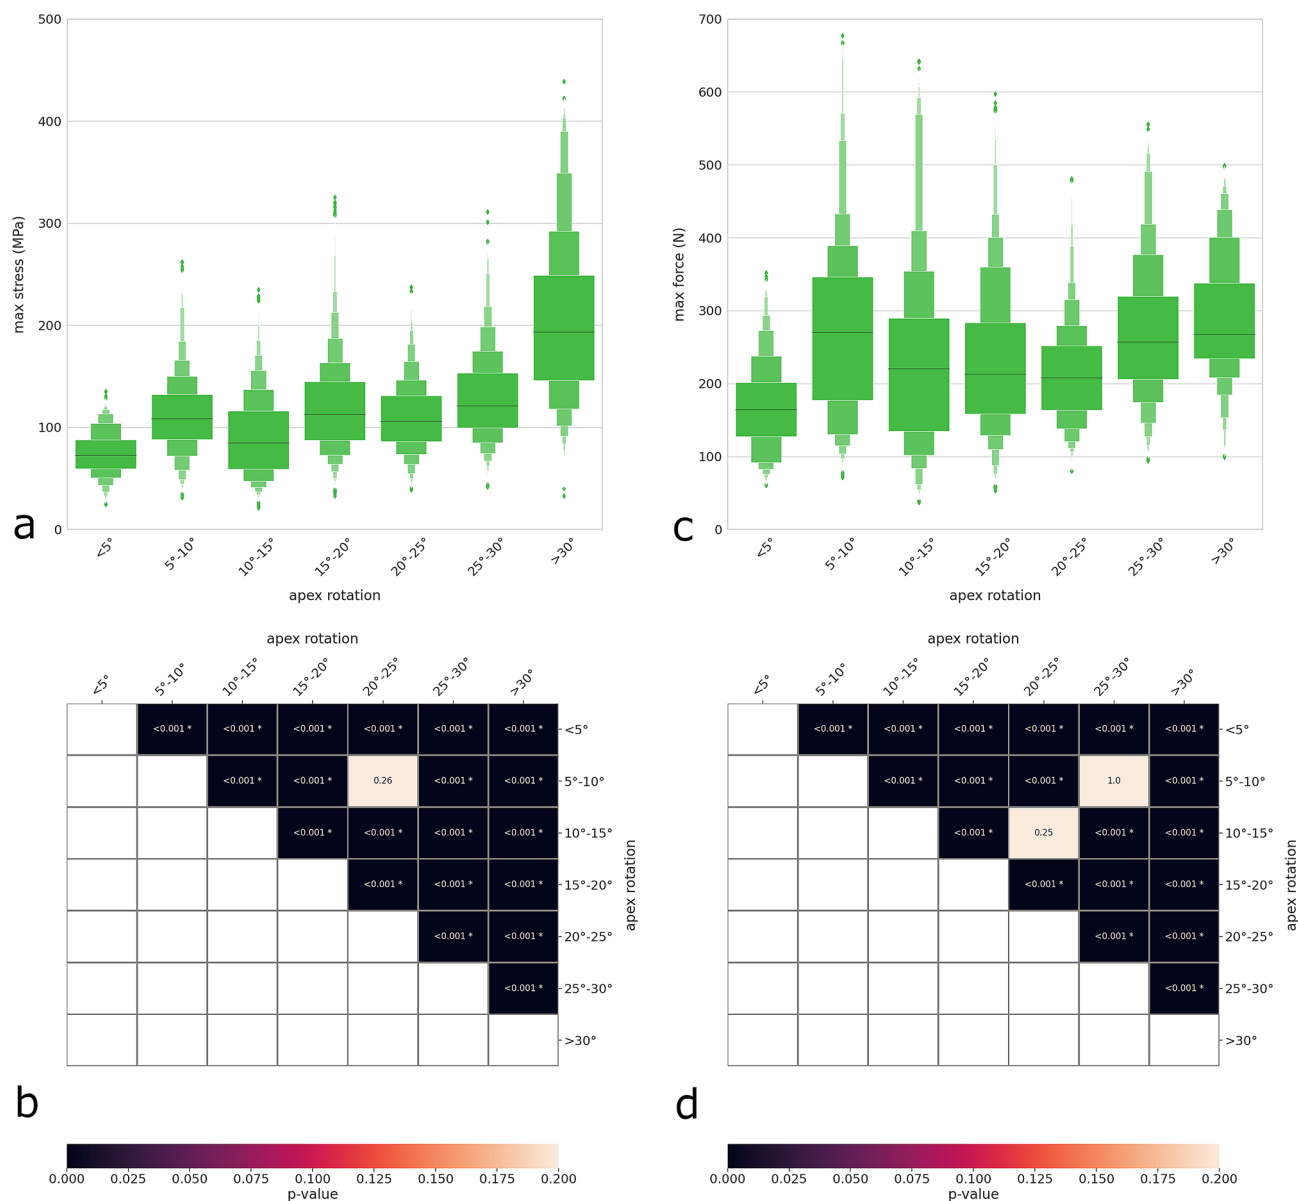 500
400
300
200
100
0
max stress (MPa)
<5°
5°-10°
10°-15°
15°-20°
20°-25°
25°-30°
>30°
apex rotation
a
700
600
500
400
300
200
100
0
max force (N)
<5°
5°-10°
10°-15°
15°-20°
20°-25°
25°-30°
>30°
apex rotation
c
apex rotation
<5° 5°-10° 10°-15° 15°-20° 20°-25° 25°-30° >30°
<0.001 * <0.001 * <0.001 * <0.001 * <0.001 * <0.001 * <5°
<0.001 * <0.001 * 0.26 <0.001 * <0.001 * 5°-10°
<0.001 * <0.001 * <0.001 * <0.001 * 10°-15°
<0.001 * <0.001 * <0.001 * 15°-20°
<0.001 * <0.001 * 20°-25°
<0.001 * 25°-30°
>30°
apex rotation
b
0.000 0.025 0.050 0.075 0.100 0.125 0.150 0.175 0.200
p-value
apex rotation
<5° 5°-10° 10°-15° 15°-20° 20°-25° 25°-30° >30°
<0.001 * <0.001 * <0.001 * <0.001 * <0.001 * <0.001 * <5°
<0.001 * <0.001 * <0.001 * 1.0 <0.001 * 5°-10°
<0.001 * 0.25 <0.001 * <0.001 * 10°-15°
<0.001 * <0.001 * <0.001 * 15°-20°
<0.001 * <0.001 * 20°-25°
<0.001 * 25°-30°
>30°
apex rotation
d
0.000 0.025 0.050 0.075 0.100 0.125 0.150 0.175 0.200
p-value